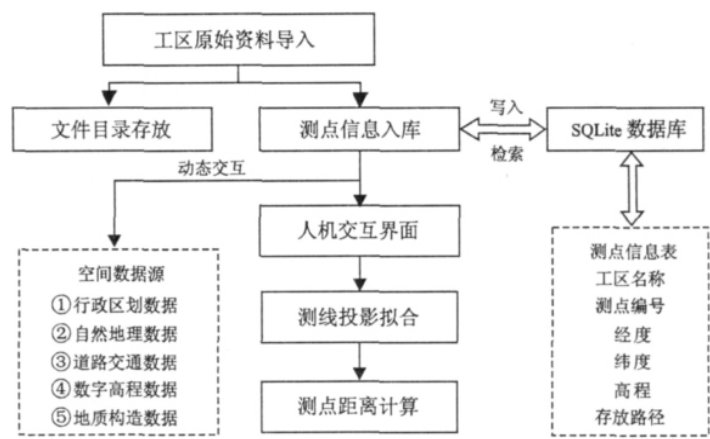 工区原始资料导入
文件目录存放
测点信息入库
写入
检索
SQLite 数据库
动态交互
人机交互界面
空间数据源
①行政区划数据
②自然地理数据
③道路交通数据
④数字高程数据
⑤地质构造数据
测线投影拟合
测点距离计算
测点信息表
工区名称
测点编号
经度
纬度
高程
存放路径